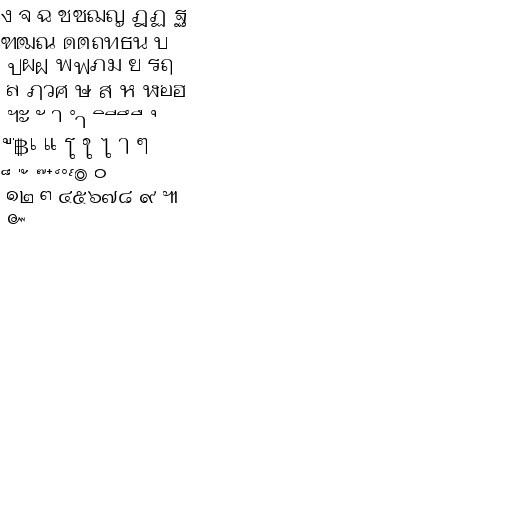 ง จ ฉ ชซฌญ ฎฏ ฐ
ฑฒณ ดตถทธน บ
ปผฝ พฟภม ย รฤ
ล ฦวศ ษ ส ห ฬอฮ
ฯะ ั า ำ ิีึื ุ
ฺู฿เ แ โ ใ ไ ๅ ๆ
็ ่้ ๊๋์ํ๎๏ ๐
๑๒ ๓ ๔๕๖๗๘ ๙ ๚
๛